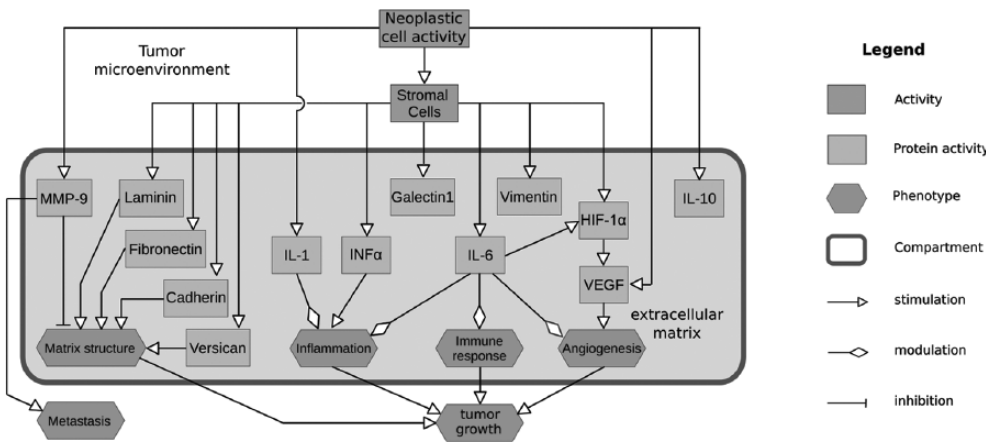 Neoplastic
cell activity
Tumor
microenvironment
Stromal
Cells
MMP-9
Laminin
Galectin1
Vimentin
IL-10
HIF-1α
Fibronectin
IL-1
INFα
IL-6
Cadherin
VEGF
extracellular
matrix
Matrix structure
Versican
Inflammation
Immune
response
Angiogenesis
Metastasis
tumor
growth
Legend
Activity
Protein activity
Phenotype
Compartment
stimulation
modulation
inhibition